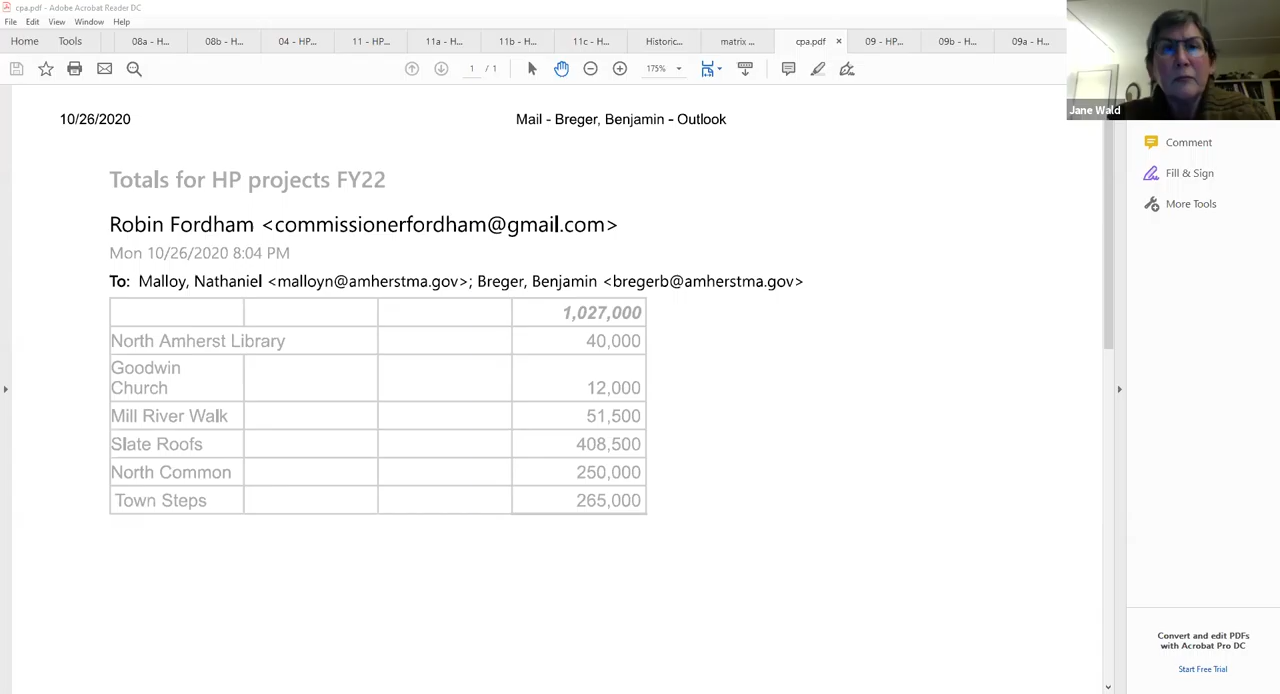 cpa.pdf - Adobe Acrobat Reader DC
File Edit View Window Help
Home Tools 08a - H... 08b - H... 04 - HP... 11 - HP... 11a - H... 11b - H... 11c - H... Historic... matrix ... cpa.pdf × 09 - HP... 09b - H... 09a - H...
1 / 1 175%
Jane Wald
10/26/2020 Mail - Breger, Benjamin - Outlook
Comment
Totals for HP projects FY22
Fill & Sign
More Tools
Robin Fordham <commissionerfordham@gmail.com>
Mon 10/26/2020 8:04 PM
To: Malloy, Nathaniel <malloyn@amherstma.gov>; Breger, Benjamin <bregerb@amherstma.gov>
1,027,000
North Amherst Library 40,000
Goodwin
Church 12,000
Mill River Walk 51,500
Slate Roofs 408,500
North Common 250,000
Town Steps 265,000
Convert and edit PDFs
with Acrobat Pro DC
Start Free Trial